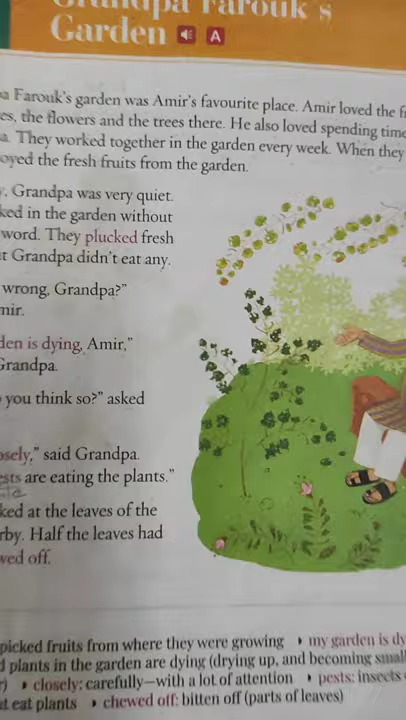 Grandpa Farouk's
Garden A
Farouk's garden was Amir's favourite place. Amir loved the
the flowers and the trees there. He also loved spending time
They worked together in the garden every week. When they
oyed the fresh fruits from the garden.
Grandpa was very quiet.
ked in the garden without
word. They plucked fresh
t Grandpa didn't eat any.
wrong, Grandpa?"
mir.
den is dying, Amir,"
Grandpa.
you think so?" asked
osely," said Grandpa.
ests are eating the plants."
ked at the leaves of the
rby. Half the leaves had
wed off.
picked fruits from where they were growing ‣ my garden is dy
plants in the garden are dying (drying up, and becoming small
r) ‣ closely: carefully—with a lot of attention ‣ pests: insects
at eat plants ‣ chewed off: bitten off (parts of leaves)